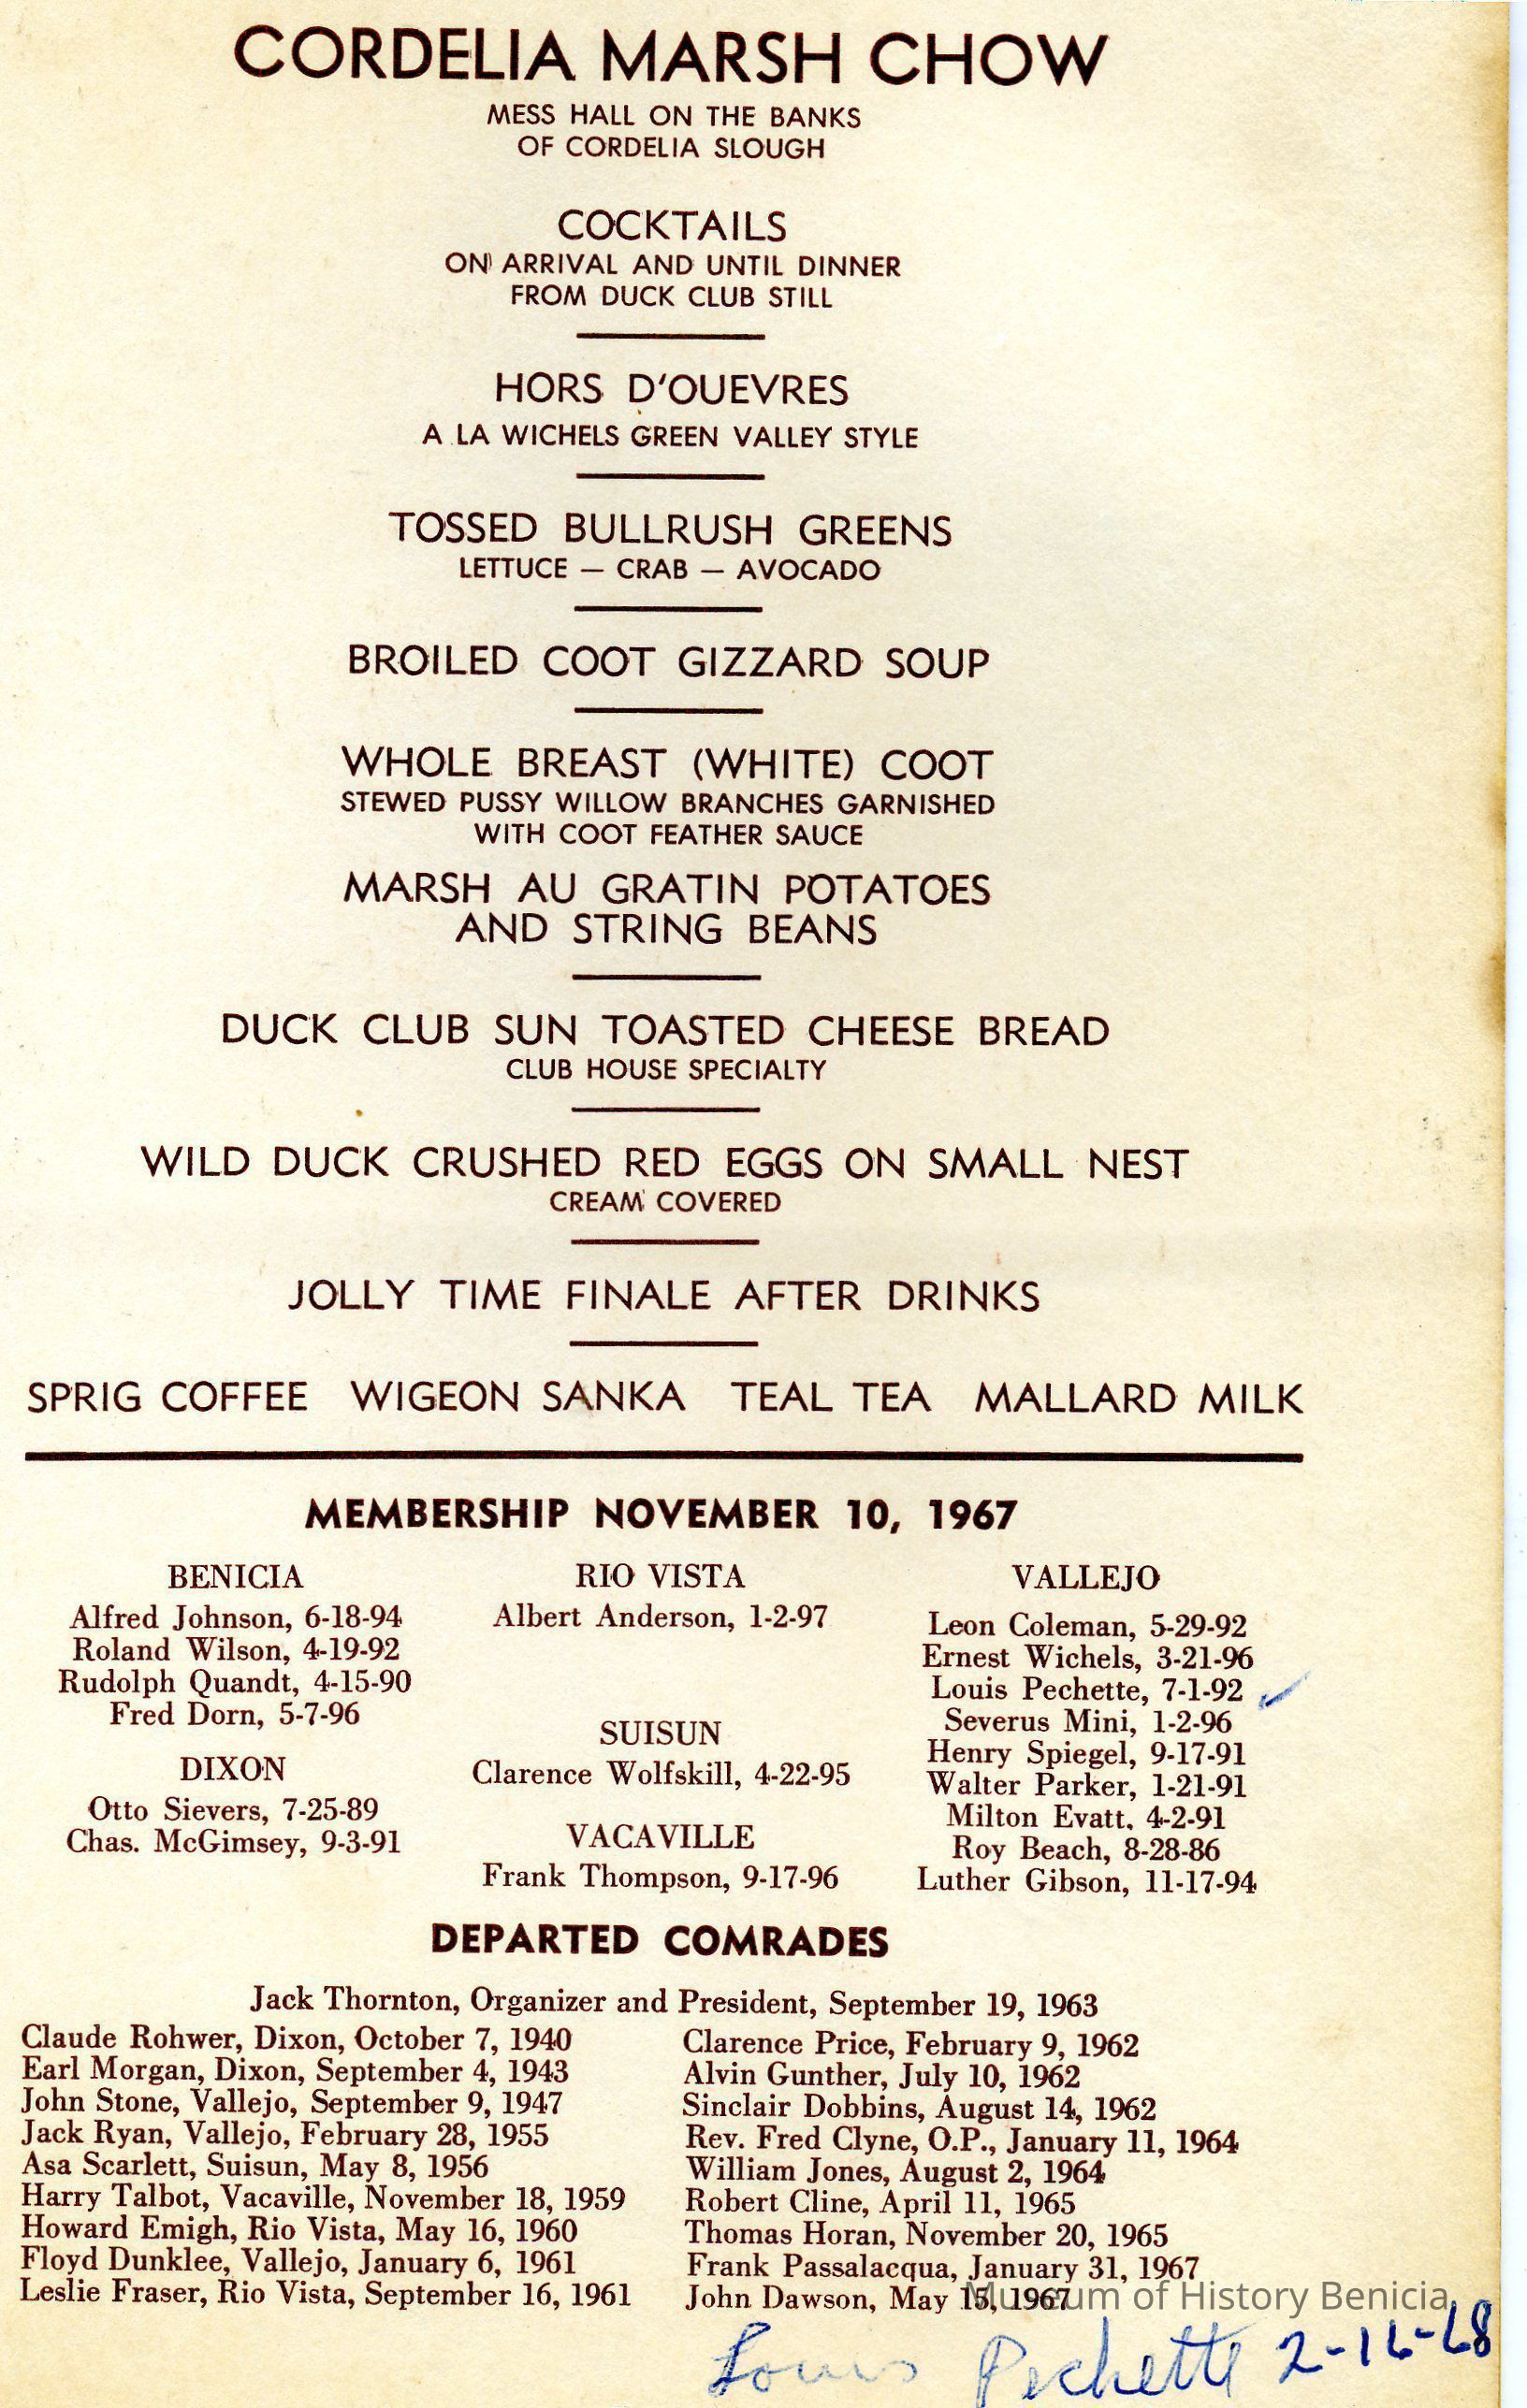 CORDELIA MARSH CHOW
MESS HALL ON THE BANKS
OF CORDELIA SLOUGH
COCKTAILS
ON ARRIVAL AND UNTIL DINNER
FROM DUCK CLUB STILL
HORS D'OUEVRES
A LA WICHELS GREEN VALLEY STYLE
TOSSED BULLRUSH GREENS
LETTUCE — CRAB — AVOCADO
BROILED COOT GIZZARD SOUP
WHOLE BREAST (WHITE) COOT
STEWED PUSSY WILLOW BRANCHES GARNISHED
WITH COOT FEATHER SAUCE
MARSH AU GRATIN POTATOES
AND STRING BEANS
DUCK CLUB SUN TOASTED CHEESE BREAD
CLUB HOUSE SPECIALTY
WILD DUCK CRUSHED RED EGGS ON SMALL NEST
CREAM COVERED
JOLLY TIME FINALE AFTER DRINKS
SPRIG COFFEE WIGEON SANKA TEAL TEA MALLARD MILK
MEMBERSHIP NOVEMBER 10, 1967
BENICIA
Alfred Johnson, 6-18-94
Roland Wilson, 4-19-92
Rudolph Quandt, 4-15-90
Fred Dorn, 5-7-96
DIXON
Otto Sievers, 7-25-89
Chas. McGimsey, 9-3-91
RIO VISTA
Albert Anderson, 1-2-97
SUISUN
Clarence Wolfskill, 4-22-95
VACAVILLE
Frank Thompson, 9-17-96
VALLEJO
Leon Coleman, 5-29-92
Ernest Wichels, 3-21-96
Louis Pechette, 7-1-92
Severus Mini, 1-2-96
Henry Spiegel, 9-17-91
Walter Parker, 1-21-91
Milton Evatt. 4-2-91
Roy Beach, 8-28-86
Luther Gibson, 11-17-94
DEPARTED COMRADES
Jack Thornton, Organizer and President, September 19, 1963
Claude Rohwer, Dixon, October 7, 1940
Earl Morgan, Dixon, September 4, 1943
John Stone, Vallejo, September 9, 1947
Jack Ryan, Vallejo, February 28, 1955
Asa Scarlett, Suisun, May 8, 1956
Harry Talbot, Vacaville, November 18, 1959
Howard Emigh, Rio Vista, May 16, 1960
Floyd Dunklee, Vallejo, January 6, 1961
Leslie Fraser, Rio Vista, September 16, 1961
Clarence Price, February 9, 1962
Alvin Gunther, July 10, 1962
Sinclair Dobbins, August 14, 1962
Rev. Fred Clyne, O.P., January 11, 1964
William Jones, August 2, 1964
Robert Cline, April 11, 1965
Thomas Horan, November 20, 1965
Frank Passalacqua, January 31, 1967
John Dawson, May 15, 1967
Museum of History Benicia
Louis Pechette 2-16-68